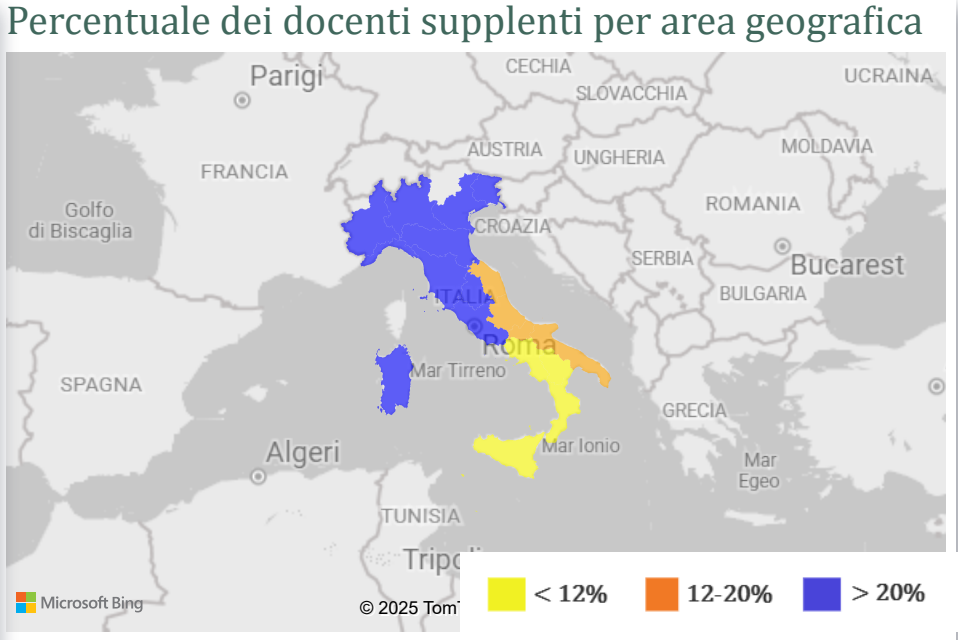 Percentuale dei docenti supplenti per area geografica
Parigi
CECHIA
UCRAINA
SLOVACCHIA
AUSTRIA
UNGHERIA
MOLDAVIA
FRANCIA
ROMANIA
Golfo
di Biscaglia
CROAZIA
SERBIA
Bucarest
BULGARIA
ITALIA
Roma
Mar Tirreno
SPAGNA
GRECIA
Mar Ionio
Algeri
Mar
Egeo
TUNISIA
Tripoli
< 12%
12-20%
> 20%
Microsoft Bing
© 2025 TomT